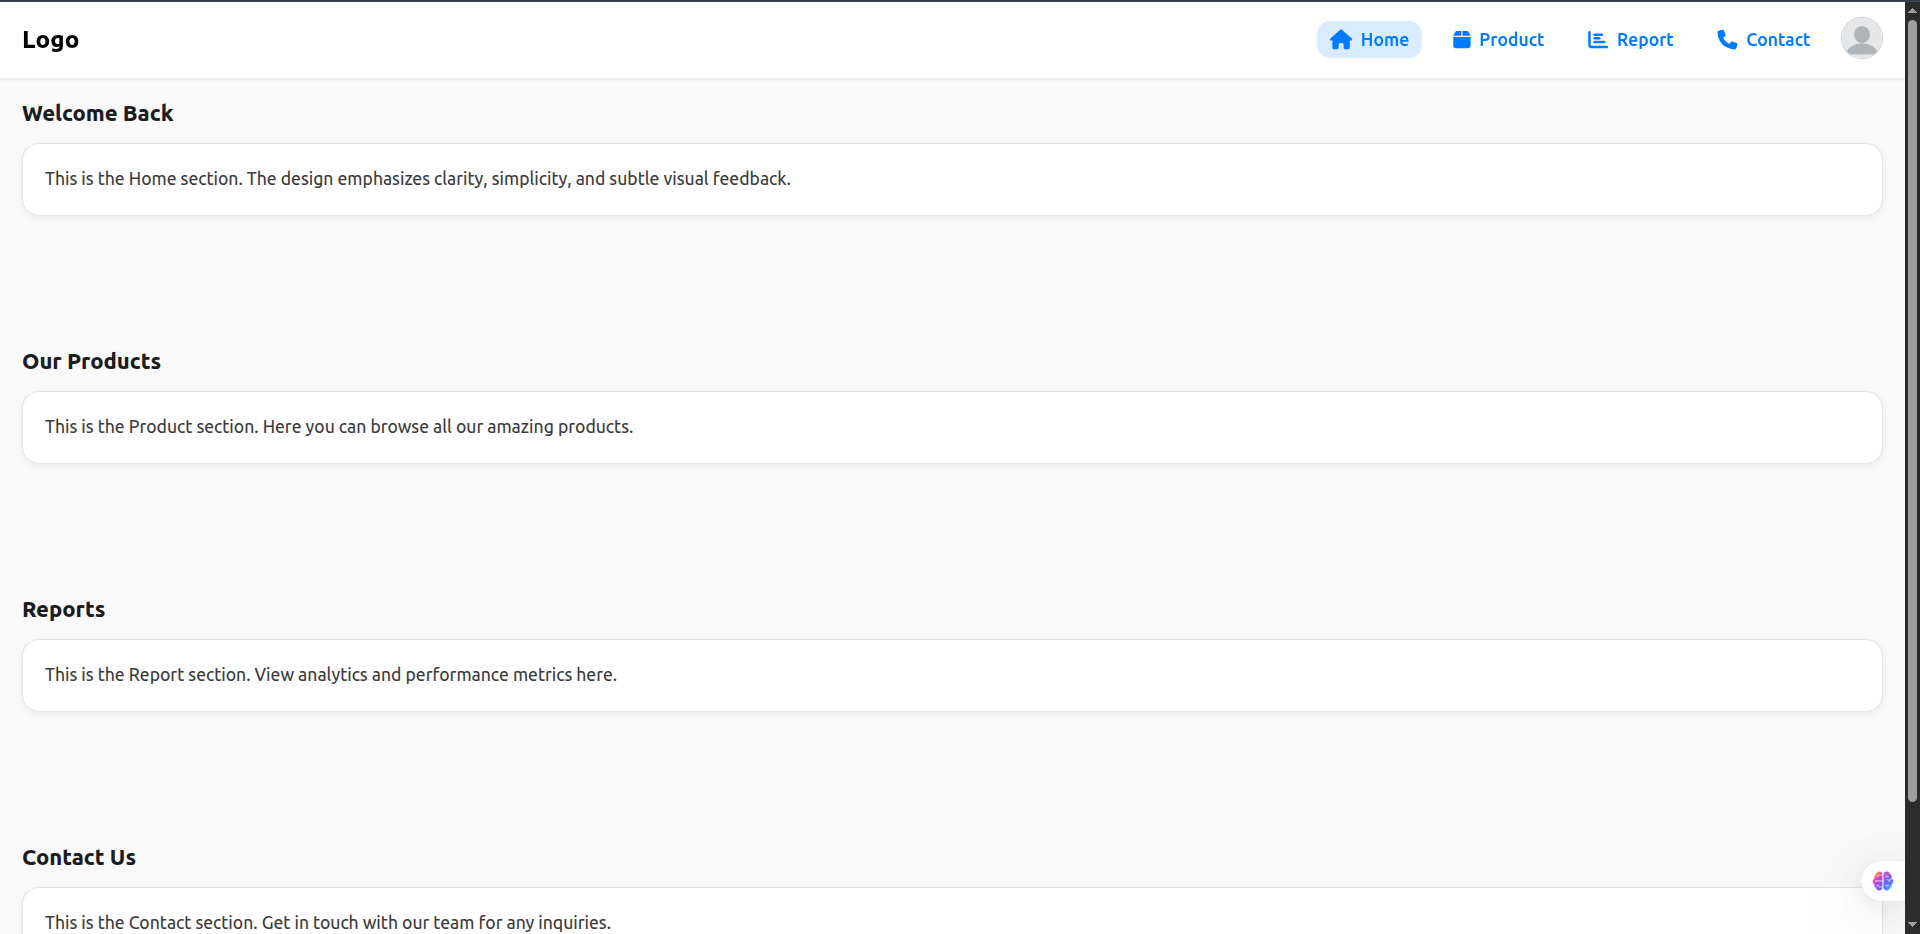 Logo
Home
Product
Report
Contact
Welcome Back
This is the Home section. The design emphasizes clarity, simplicity, and subtle visual feedback.
Our Products
This is the Product section. Here you can browse all our amazing products.
Reports
This is the Report section. View analytics and performance metrics here.
Contact Us
This is the Contact section. Get in touch with our team for any inquiries.